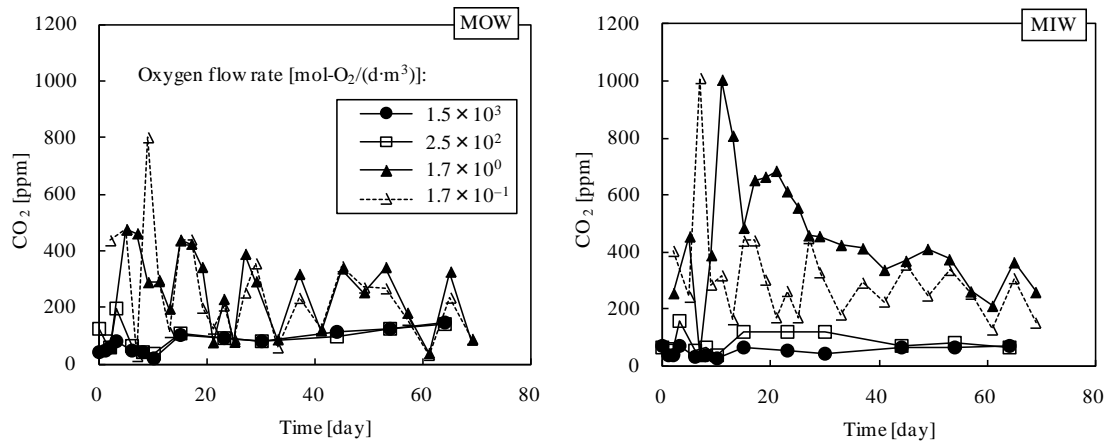 MOW
MIW
Oxygen flow rate [mol-O₂/(d·m³)]:
1.5×10³
2.5×10²
1.7×10⁰
1.7×10⁻¹
CO₂ [ppm]
1200
1000
800
600
400
200
0
0 20 40 60 80
Time [day]
CO₂ [ppm]
1200
1000
800
600
400
200
0
0 20 40 60 80
Time [day]